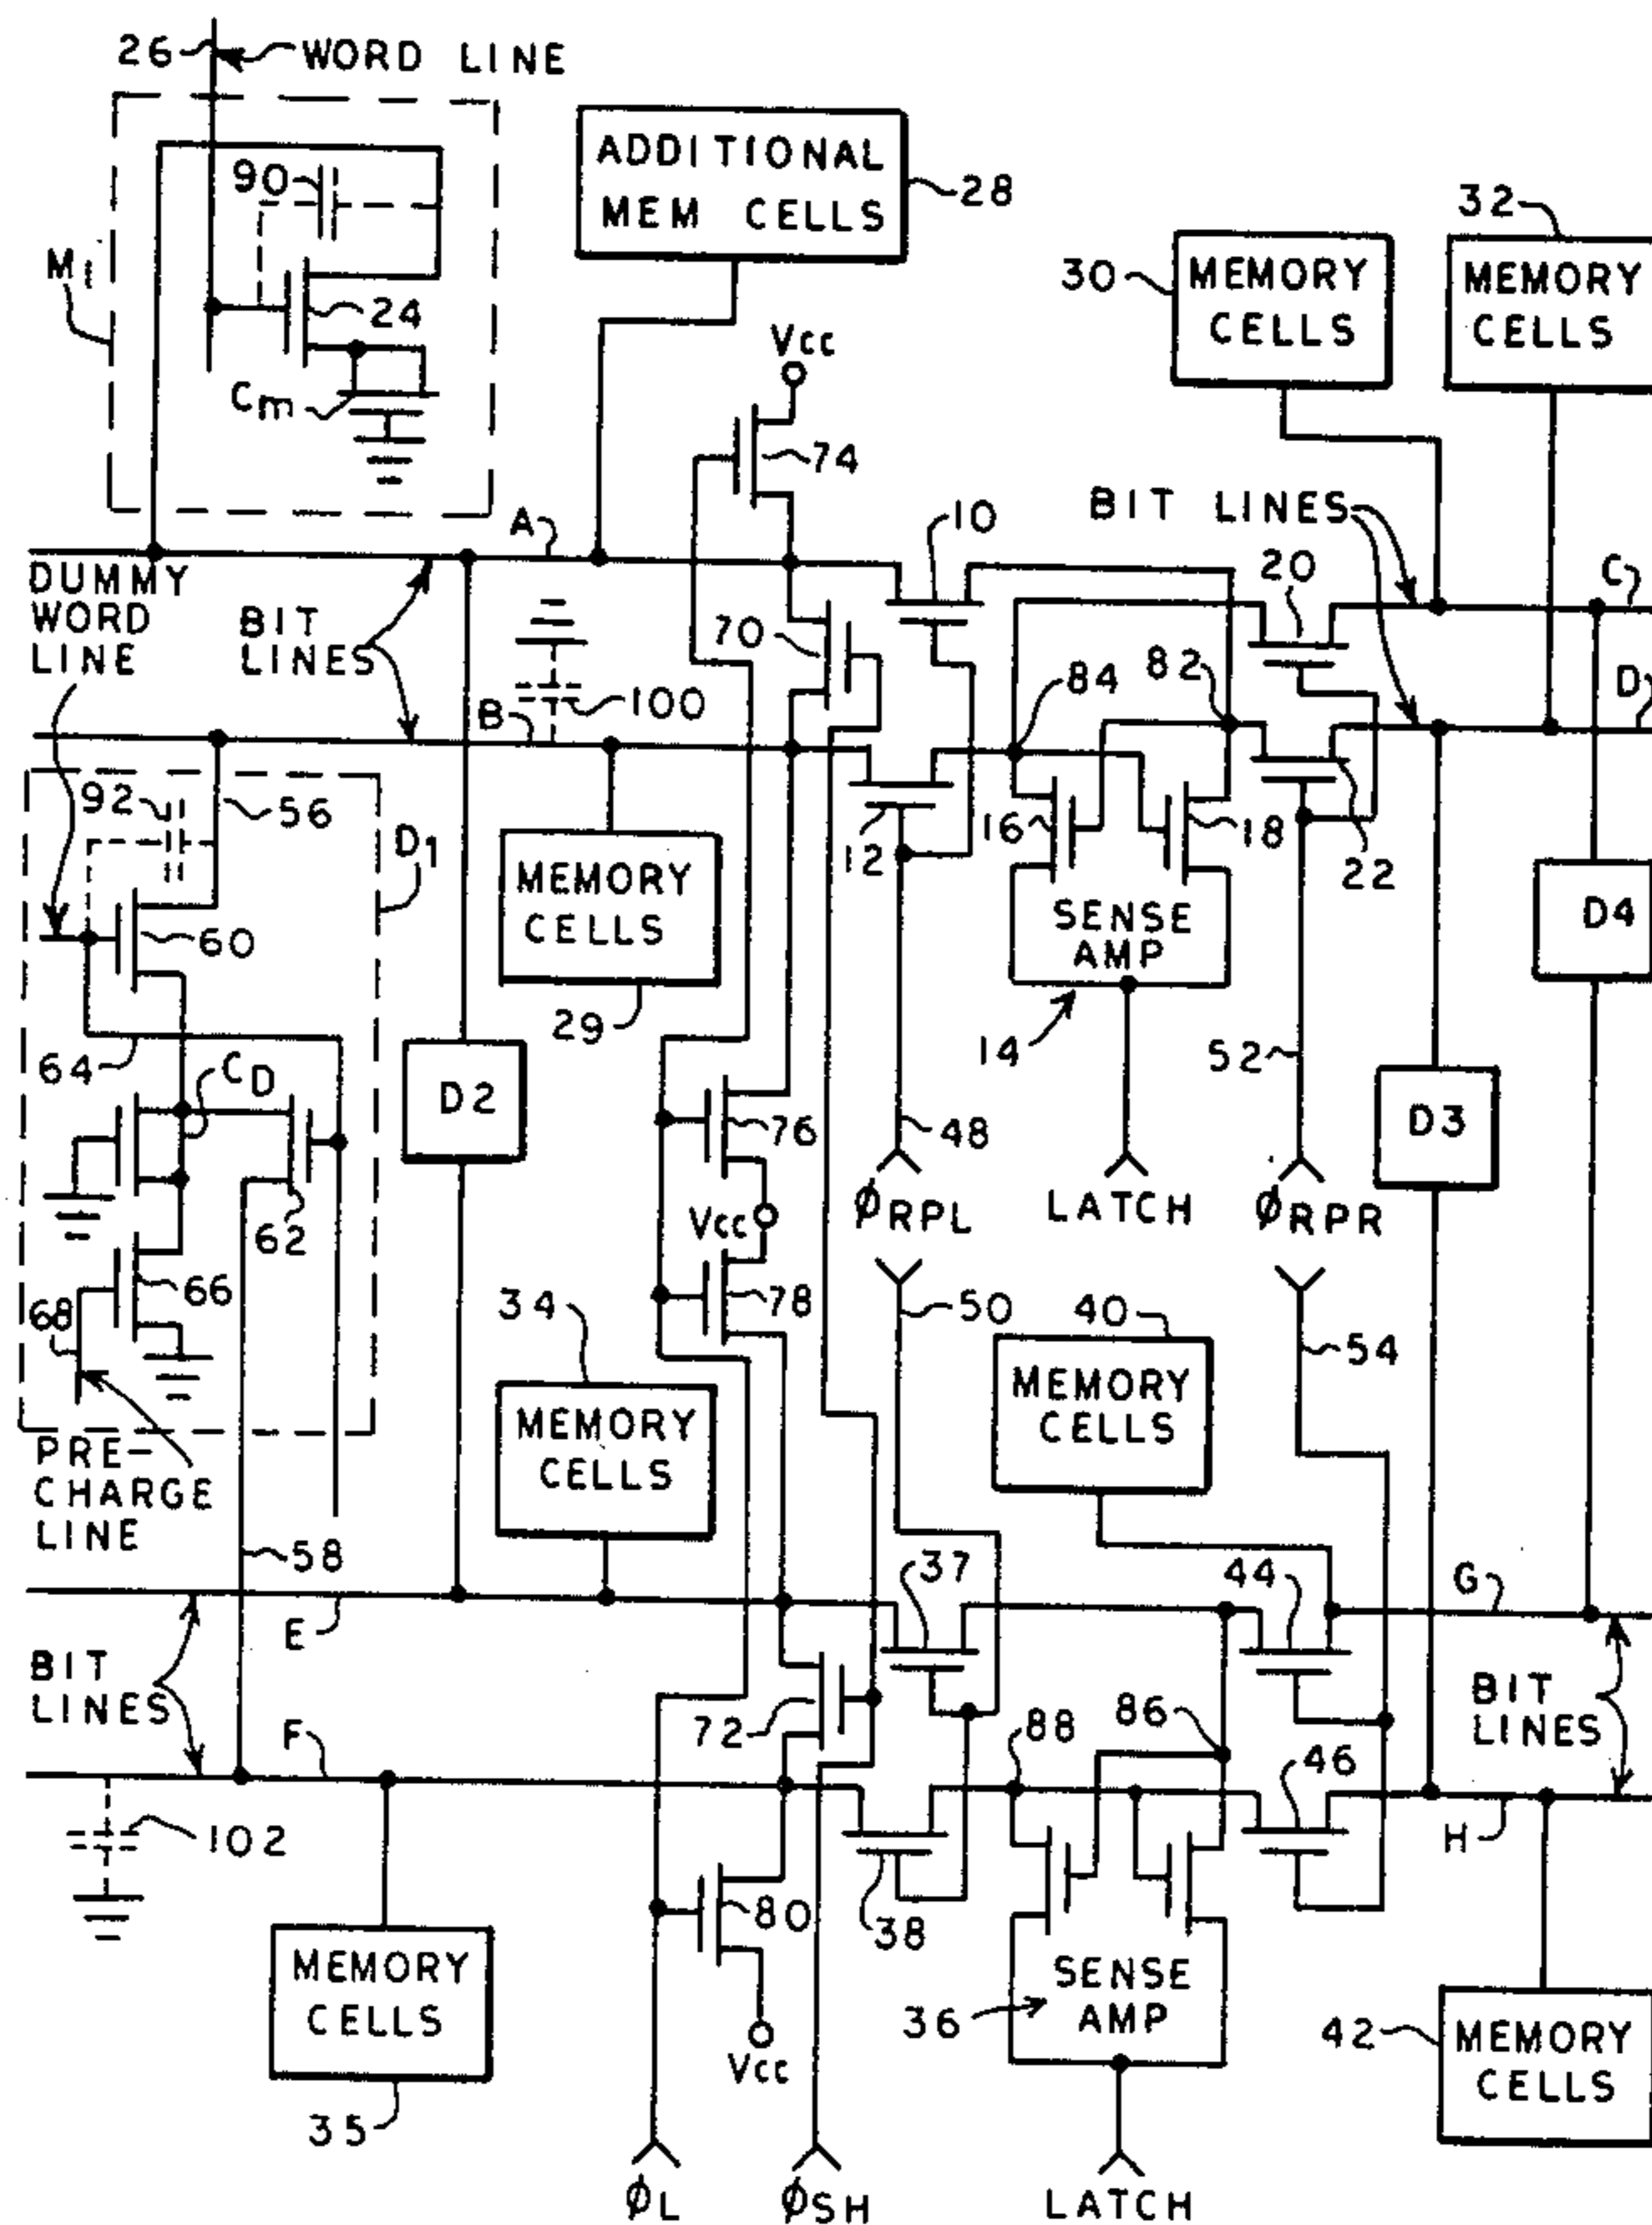 26
WORD LINE
ADDITIONAL
MEM CELLS
28
32
90
M1
30
MEMORY
CELLS
MEMORY
CELLS
24
Vcc
Cm
74
A
10
BIT LINES
20
C
DUMMY
WORD
LINE
BIT
LINES
70
84
82
D
100
B
92
56
D1
16
18
12
22
MEMORY
CELLS
SENSE
AMP
D4
60
29
14
52
64
CD
D2
76
48
D3
ØRPL
LATCH
ØRPR
62
Vcc
66
68
34
78
50
40
54
MEMORY
CELLS
MEMORY
CELLS
PRE-
CHARGE
LINE
58
37
44
G
E
BIT
LINES
BIT
LINES
72
88
86
F
46
102
H
80
38
MEMORY
CELLS
SENSE
AMP
36
42
MEMORY
CELLS
Vcc
35
ØL
ØSH
LATCH